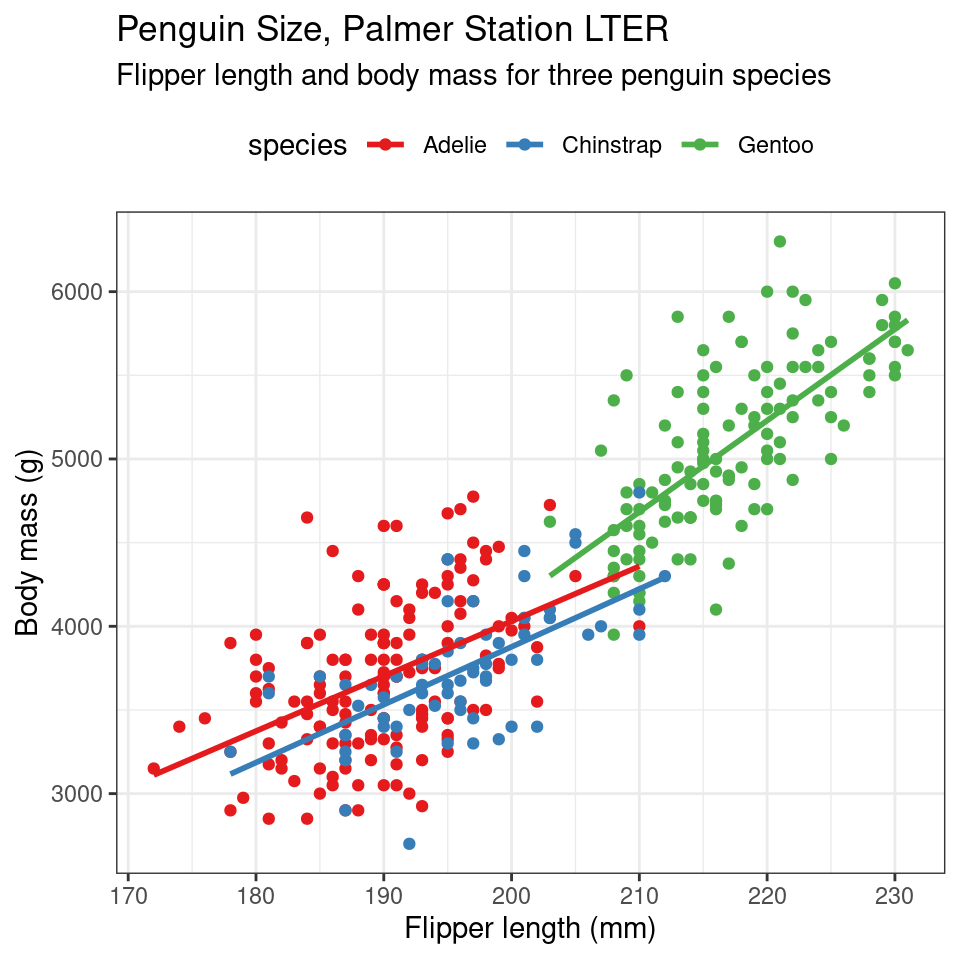 Penguin Size, Palmer Station LTER
Flipper length and body mass for three penguin species
species Adelie Chinstrap Gentoo
6000
5000
4000
3000
Body mass (g)
170 180 190 200 210 220 230
Flipper length (mm)